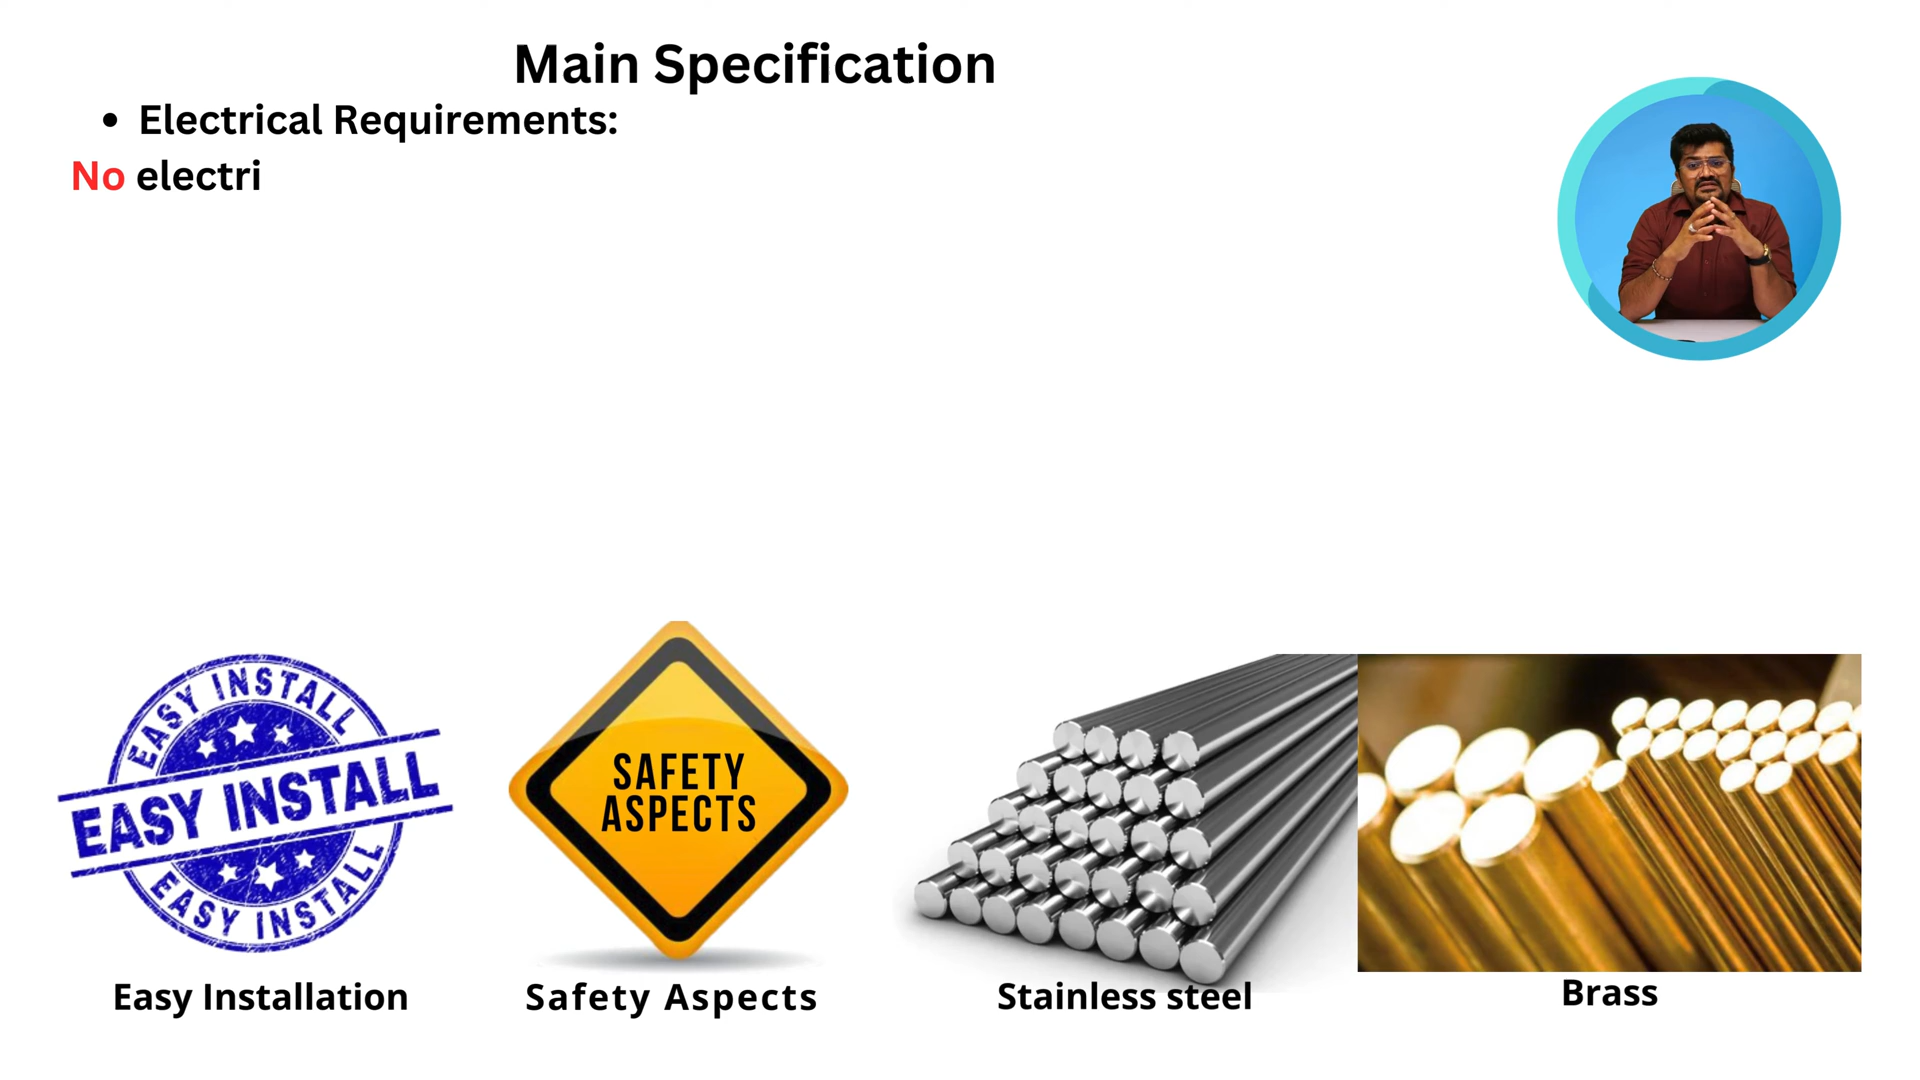 Main Specification
• Electrical Requirements:
No electri
EASY INSTALL
EASY INSTALL
EASY INSTALL
SAFETY
ASPECTS
Easy Installation
Safety Aspects
Stainless steel
Brass